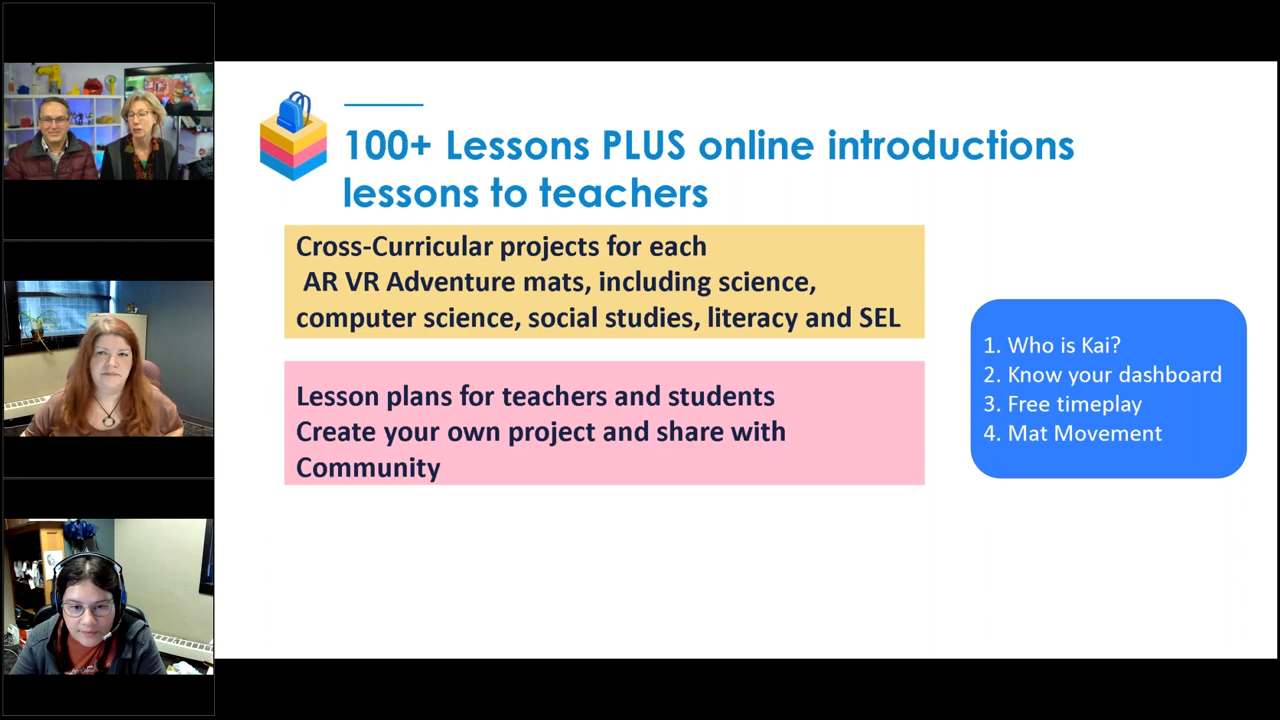 100+ Lessons PLUS online introductions
lessons to teachers
Cross-Curricular projects for each
AR VR Adventure mats, including science,
computer science, social studies, literacy and SEL
Lesson plans for teachers and students
Create your own project and share with
Community
1. Who is Kai?
2. Know your dashboard
3. Free timeplay
4. Mat Movement